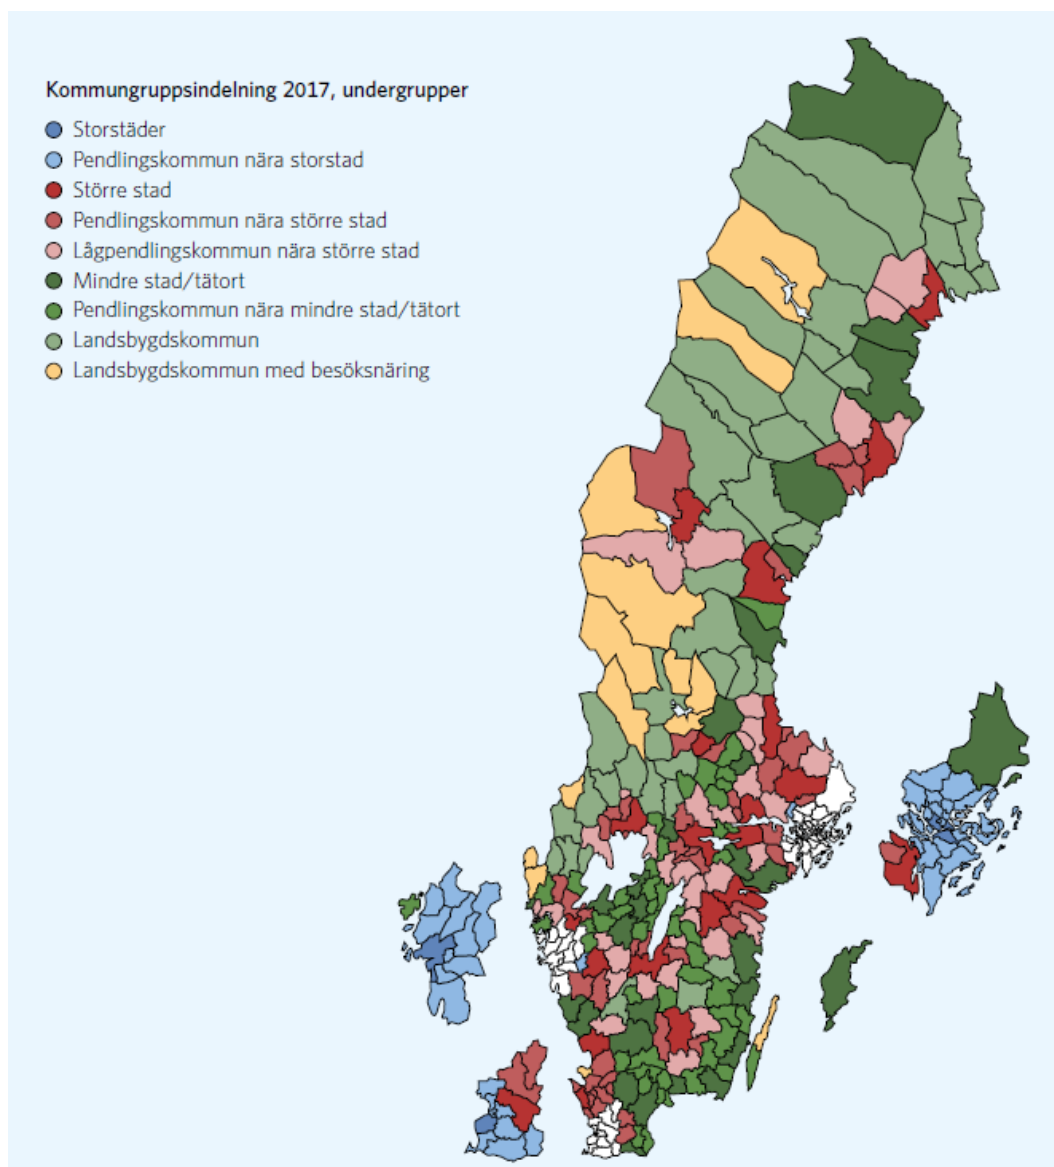 Kommungruppsindelning 2017, undergrupper
Storstäder
Pendlingskommun nära storstad
Större stad
Pendlingskommun nära större stad
Lågpendlingskommun nära större stad
Mindre stad/tätort
Pendlingskommun nära mindre stad/tätort
Landsbygdskommun
Landsbygdskommun med besöksnäring